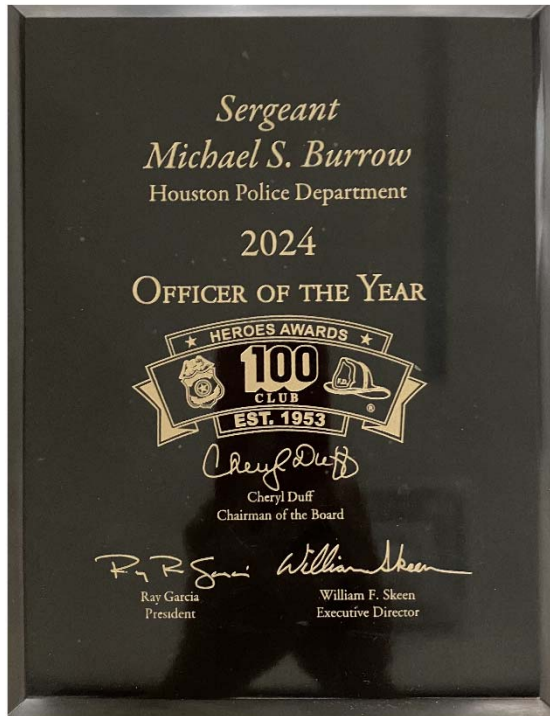 Sergeant
Michael S. Burrow
Houston Police Department
2024
OFFICER OF THE YEAR
HEROES AWARDS
100
CLUB
F.D.
®
EST. 1953
Cheryl Duff
Cheryl Duff
Chairman of the Board
Ray R Garcia William Skeen
Ray Garcia William F. Skeen
President Executive Director